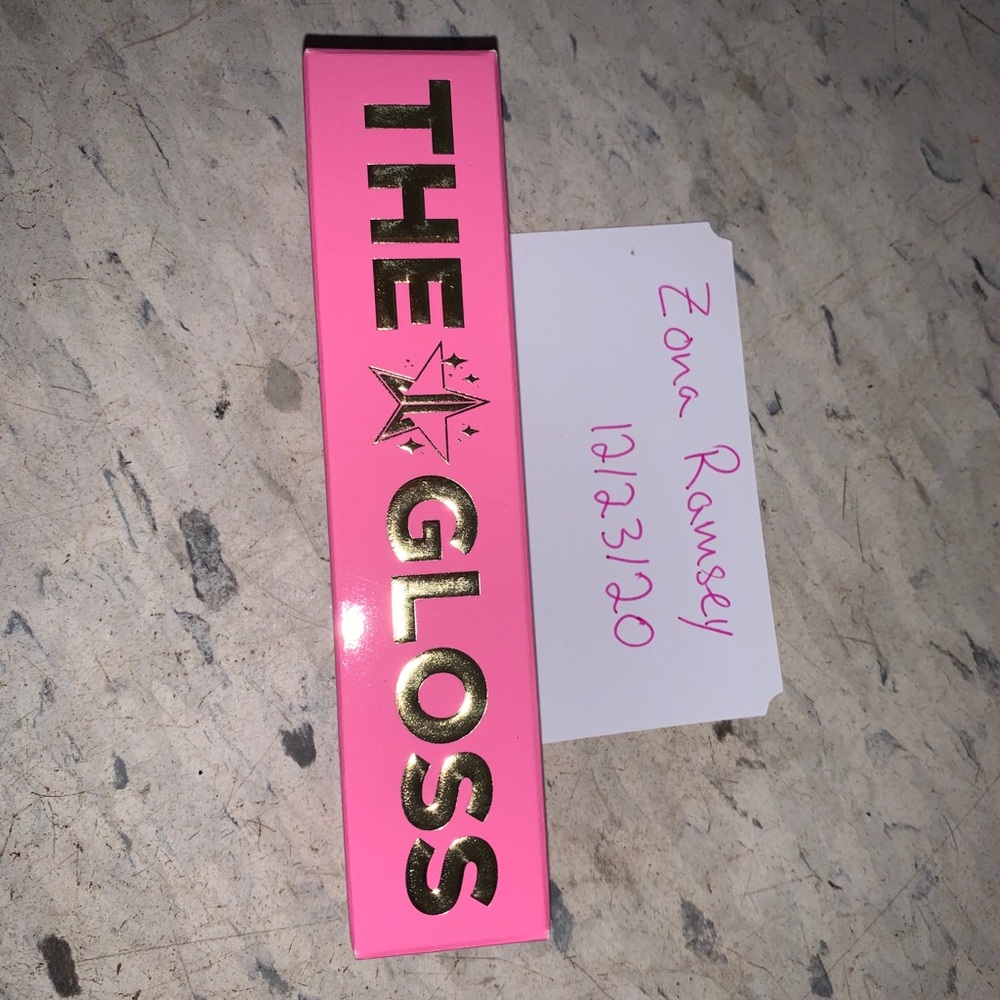 THE GLOSS
Zona Ramsey
12/23/20